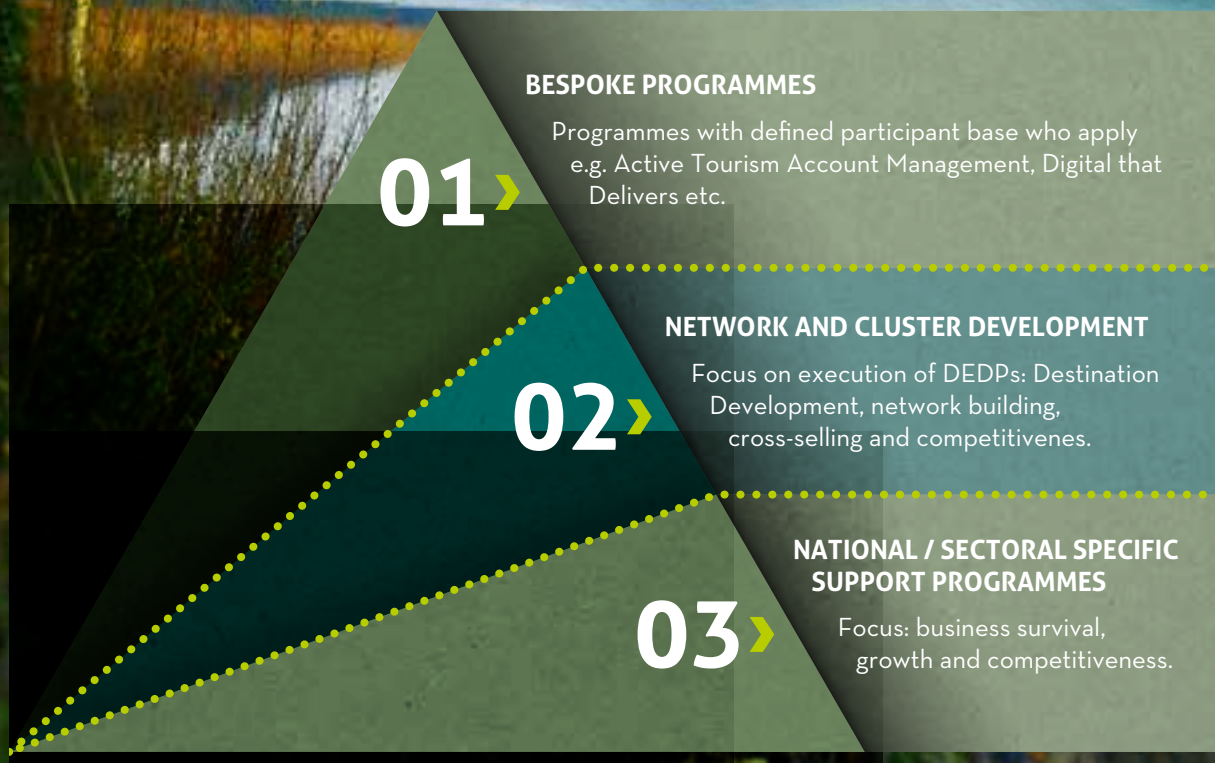 01›
BESPOKE PROGRAMMES
Programmes with defined participant base who apply
e.g. Active Tourism Account Management, Digital that
Delivers etc.
02›
NETWORK AND CLUSTER DEVELOPMENT
Focus on execution of DEDPs: Destination
Development, network building,
cross-selling and competitivenes.
03›
NATIONAL / SECTORAL SPECIFIC
SUPPORT PROGRAMMES
Focus: business survival,
growth and competitiveness.